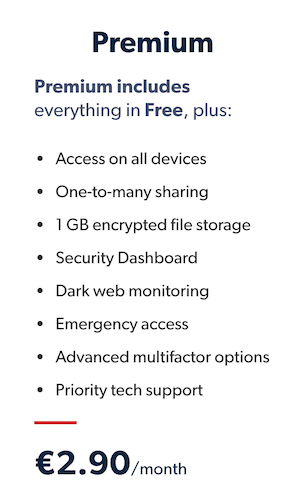 Premium
Premium includes
everything in Free, plus:
• Access on all devices
• One-to-many sharing
• 1 GB encrypted file storage
• Security Dashboard
• Dark web monitoring
• Emergency access
• Advanced multifactor options
• Priority tech support
€2.90/month